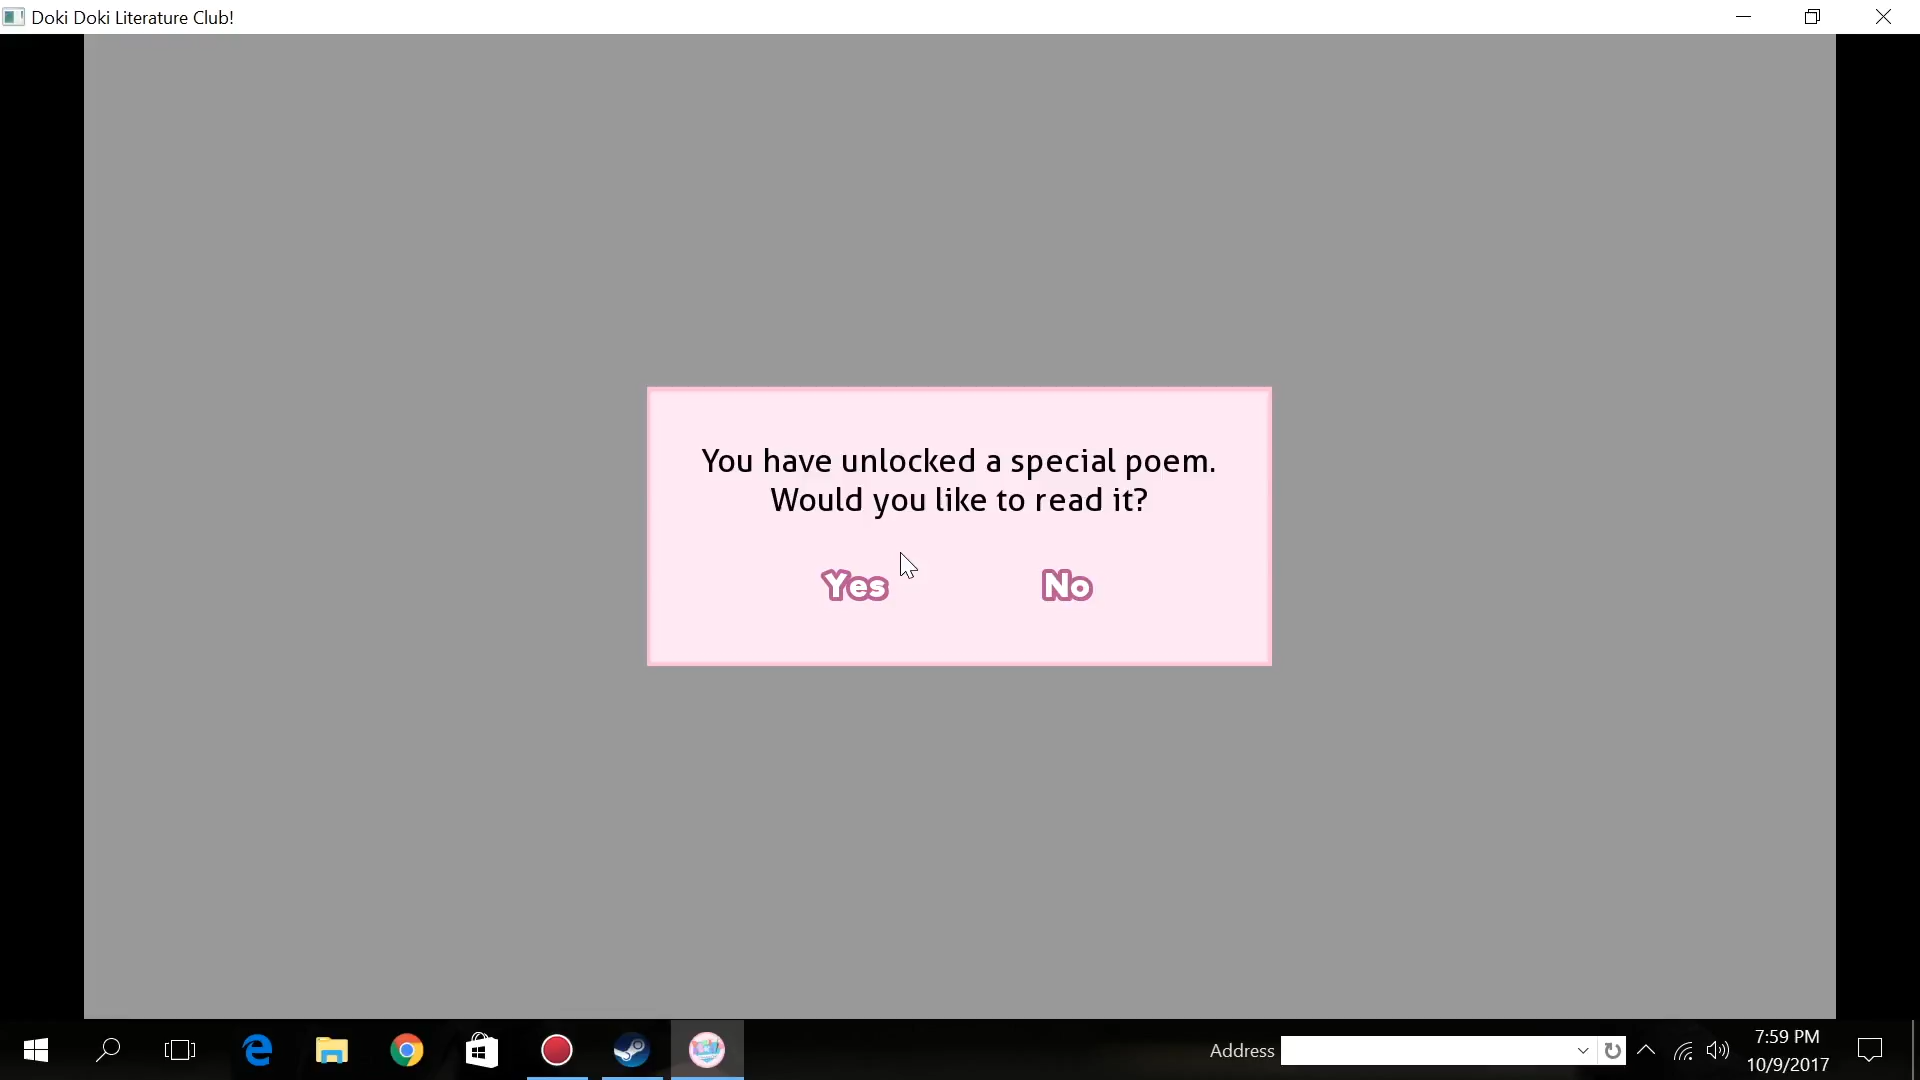 Doki Doki Literature Club!
You have unlocked a special poem.
Would you like to read it?
Yes No
Address
7:59 PM
10/9/2017